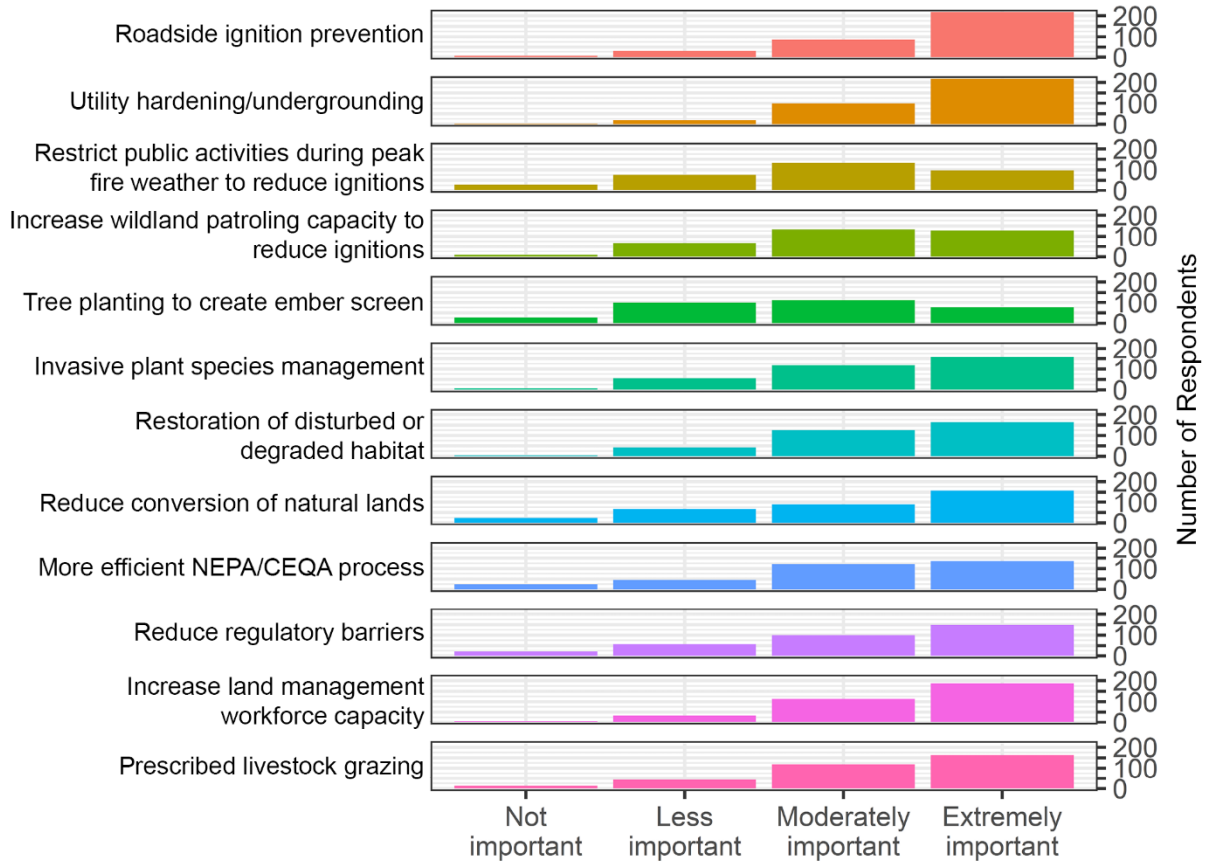 Roadside ignition prevention
200
100
0
Utility hardening/undergrounding
200
100
0
Restrict public activities during peak
fire weather to reduce ignitions
200
100
0
Increase wildland patroling capacity to
reduce ignitions
200
100
0
Tree planting to create ember screen
200
100
0
Invasive plant species management
200
100
0
Restoration of disturbed or
degraded habitat
200
100
0
Reduce conversion of natural lands
200
100
0
More efficient NEPA/CEQA process
200
100
0
Reduce regulatory barriers
200
100
0
Increase land management
workforce capacity
200
100
0
Prescribed livestock grazing
200
100
0
Number of Respondents
Not
important
Less
important
Moderately
important
Extremely
important